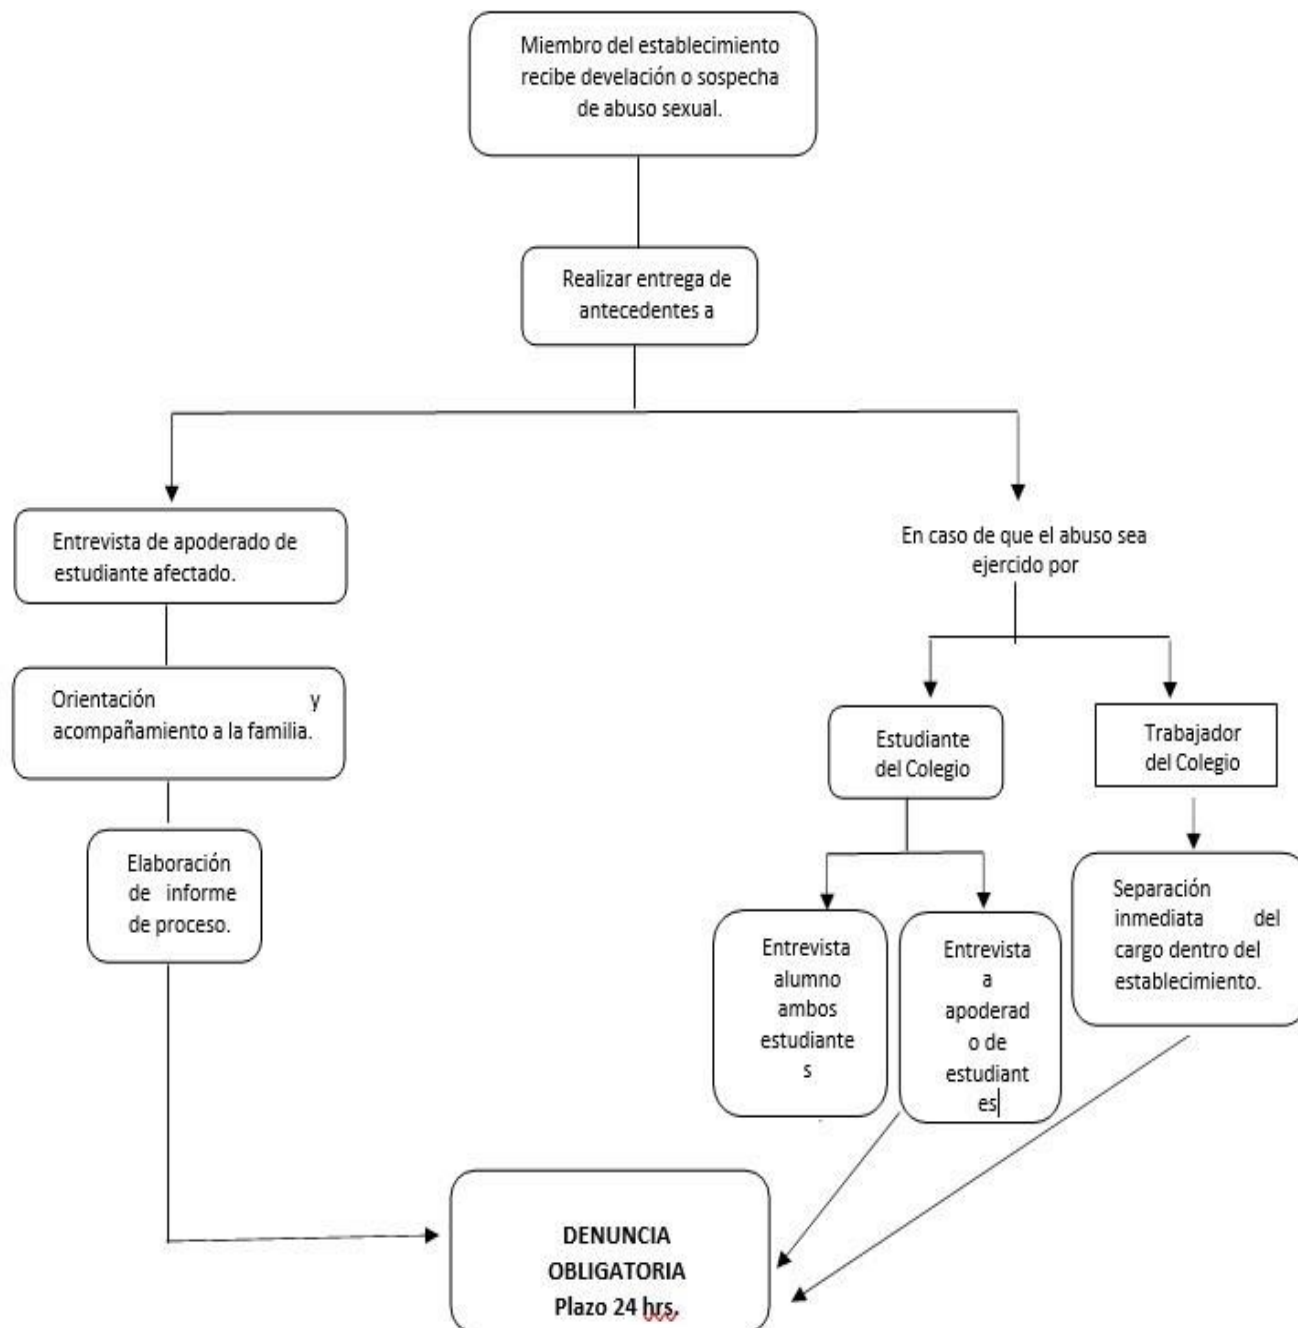 Miembro del establecimiento
recibe develación o sospecha
de abuso sexual.
Realizar entrega de
antecedentes a
Entrevista de apoderado de
estudiante afectado.
Orientación y
acompañamiento a la familia.
Elaboración
de informe
de proceso.
En caso de que el abuso sea
ejercido por
Estudiante
del Colegio
Trabajador
del Colegio
Entrevista
alumno
ambos
estudiante
s
Entrevista
a
apoderad
o de
estudiant
es
Separación
inmediata del
cargo dentro del
establecimiento.
DENUNCIA
OBLIGATORIA
Plazo 24 hrs.